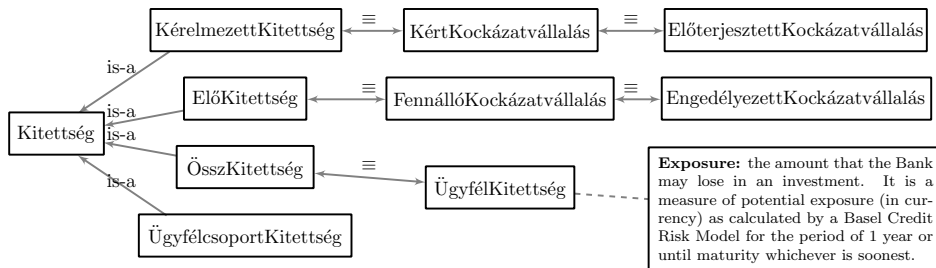 KérelmezettKitettség
≡
KértKockázatvállalás
≡
ElőterjesztettKockázatvállalás
is-a
ElőKitettség
≡
FennállóKockázatvállalás
≡
EngedélyezettKockázatvállalás
is-a
Kitettség
is-a
ÖsszKitettség
≡
ÜgyfélKitettség
is-a
ÜgyfélcsoportKitettség
Exposure: the amount that the Bank
may lose in an investment. It is a
measure of potential exposure (in cur-
rency) as calculated by a Basel Credit
Risk Model for the period of 1 year or
until maturity whichever is soonest.